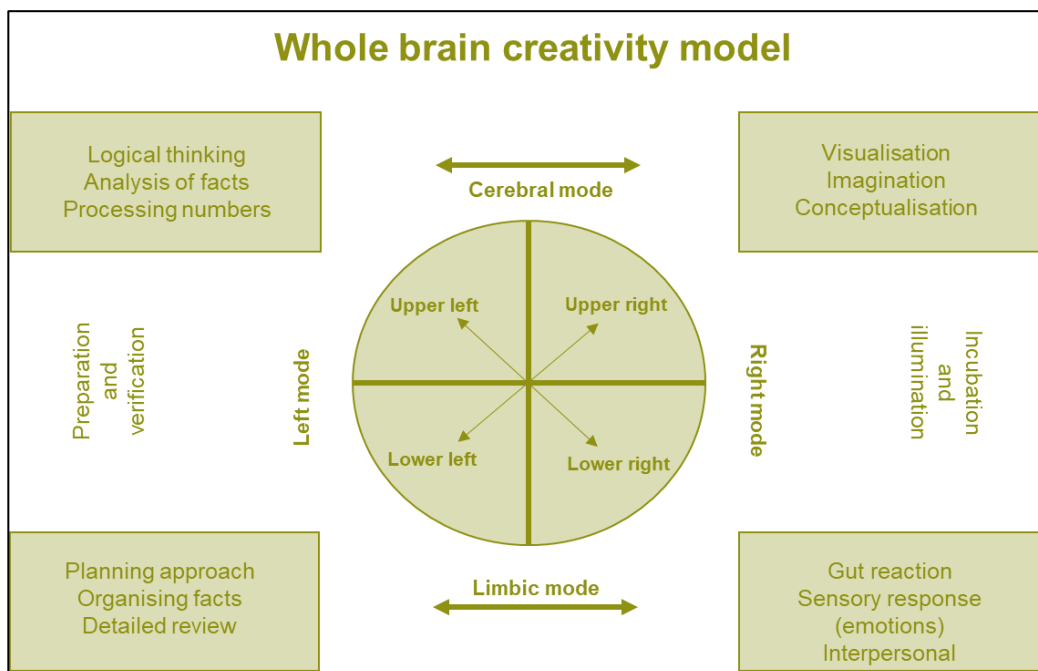 Whole brain creativity model
Logical thinking
Analysis of facts
Processing numbers
Cerebral mode
Visualisation
Imagination
Conceptualisation
Upper left
Upper right
Preparation
and
verification
Left mode
Right mode
Incubation
and
illumination
Lower left
Lower right
Planning approach
Organising facts
Detailed review
Limbic mode
Gut reaction
Sensory response
(emotions)
Interpersonal